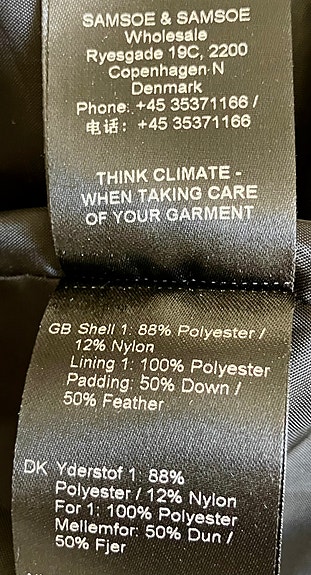 SAMSOE & SAMSOE
Wholesale
Ryesgade 19C, 2200
Copenhagen N
Denmark
Phone: +45 35371166 /
电话: +45 35371166
THINK CLIMATE -
WHEN TAKING CARE
OF YOUR GARMENT
GB Shell 1: 88% Polyester /
12% Nylon
Lining 1: 100% Polyester
Padding: 50% Down /
50% Feather
DK Yderstof 1: 88%
Polyester / 12% Nylon
For 1: 100% Polyester
Mellemfor: 50% Dun /
50% Fjer